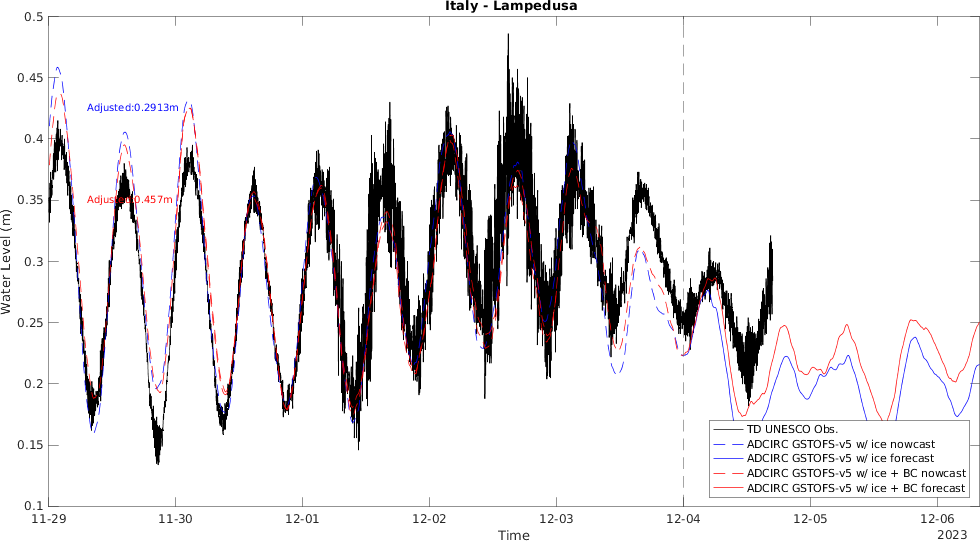 Italy - Lampedusa
0.5
0.45
0.4
0.35
0.3
0.25
0.2
0.15
0.1
Water Level (m)
Adjusted:0.2913m
Adjusted:0.457m
TD UNESCO Obs.
ADCIRC GSTOFS-v5 w/ ice nowcast
ADCIRC GSTOFS-v5 w/ ice forecast
ADCIRC GSTOFS-v5 w/ ice + BC nowcast
ADCIRC GSTOFS-v5 w/ ice + BC forecast
11-29 11-30 12-01 12-02 12-03 12-04 12-05 12-06
Time
2023